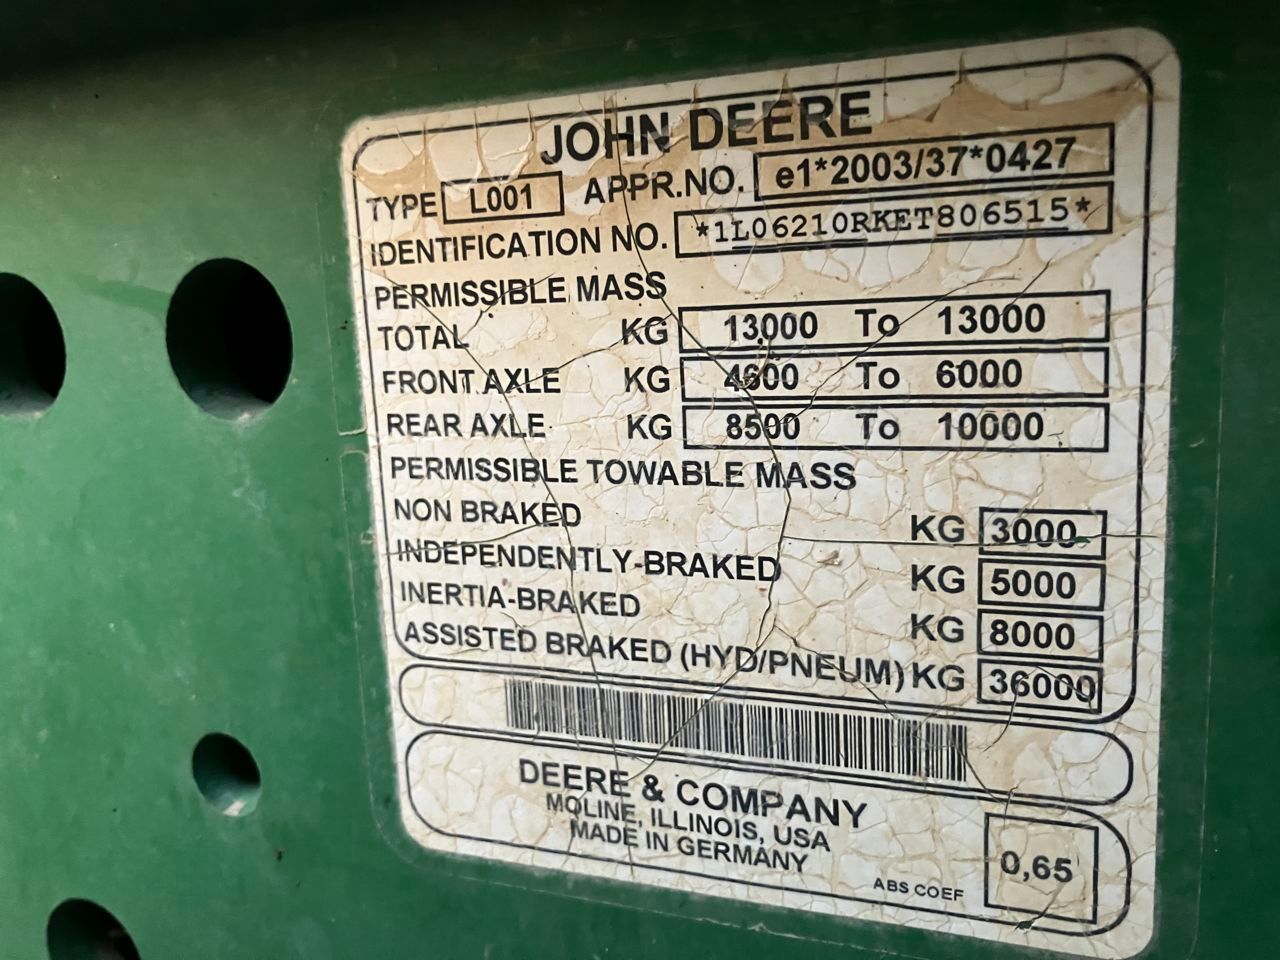 JOHN DEERE
TYPE L001 APPR.NO. e1*2003/37*0427
IDENTIFICATION NO. *1L06210RKET806515*
PERMISSIBLE MASS
TOTAL KG 13000 To 13000
FRONT AXLE KG 4600 To 6000
REAR AXLE KG 8500 To 10000
PERMISSIBLE TOWABLE MASS
NON BRAKED KG 3000
INDEPENDENTLY-BRAKED KG 5000
INERTIA-BRAKED KG 8000
ASSISTED BRAKED (HYD/PNEUM) KG 36000
DEERE & COMPANY
MOLINE, ILLINOIS, USA
MADE IN GERMANY
ABS COEF 0,65